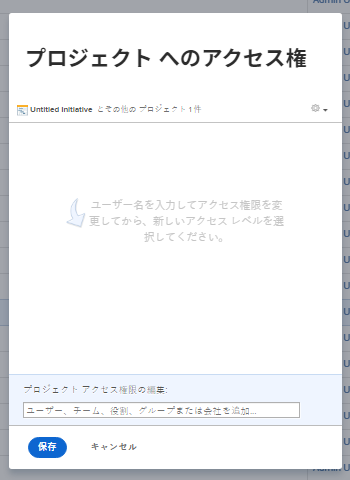 プロジェクト へのアクセス権
Untitled Initiative とその他の プロジェクト 1 件
ユーザー名を入力してアクセス権限を変
更してから、新しいアクセス レベルを選
択してください。
プロジェクト アクセス権限の編集:
ユーザー、チーム、役割、グループまたは会社を追加...
保存 キャンセル